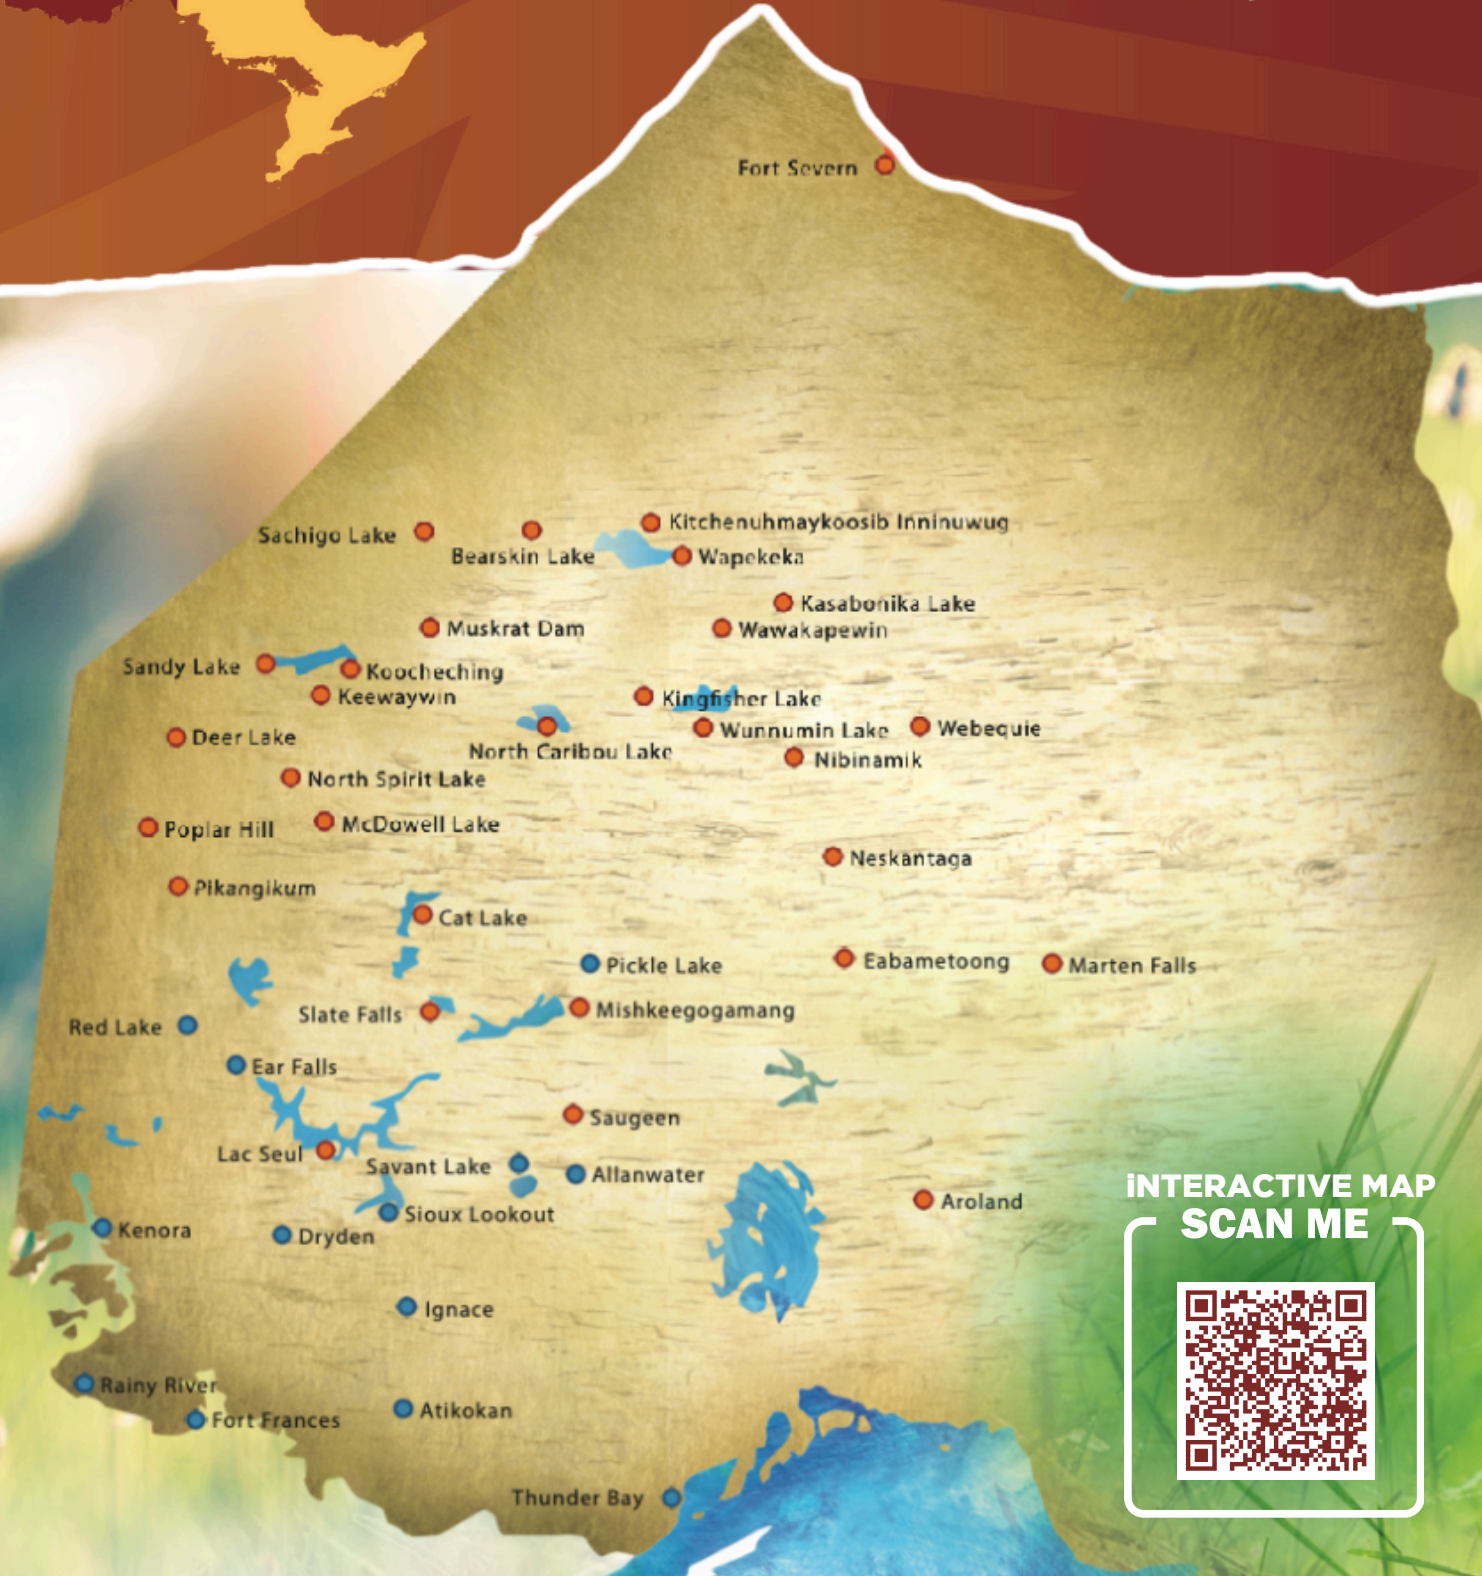 Fort Severn
Kitchenuhmaykoosib Inninuwug
Sachigo Lake
Bearskin Lake
Wapekeka
Kasabonika Lake
Muskrat Dam
Wawakapewin
Sandy Lake
Koocheching
Keewaywin
Kingfisher Lake
Deer Lake
Wunnumin Lake
Webequie
North Caribou Lake
Nibinamik
North Spirit Lake
Poplar Hill
McDowell Lake
Neskantaga
Pikangikum
Cat Lake
Pickle Lake
Eabametoong
Marten Falls
Slate Falls
Mishkeegogamang
Red Lake
Ear Falls
Saugeen
Lac Seul
Savant Lake
Allanwater
iNTERACTIVE MAP
SCAN ME
Aroland
Sioux Lookout
Kenora
Dryden
Ignace
Rainy River
Fort Frances
Atikokan
Thunder Bay